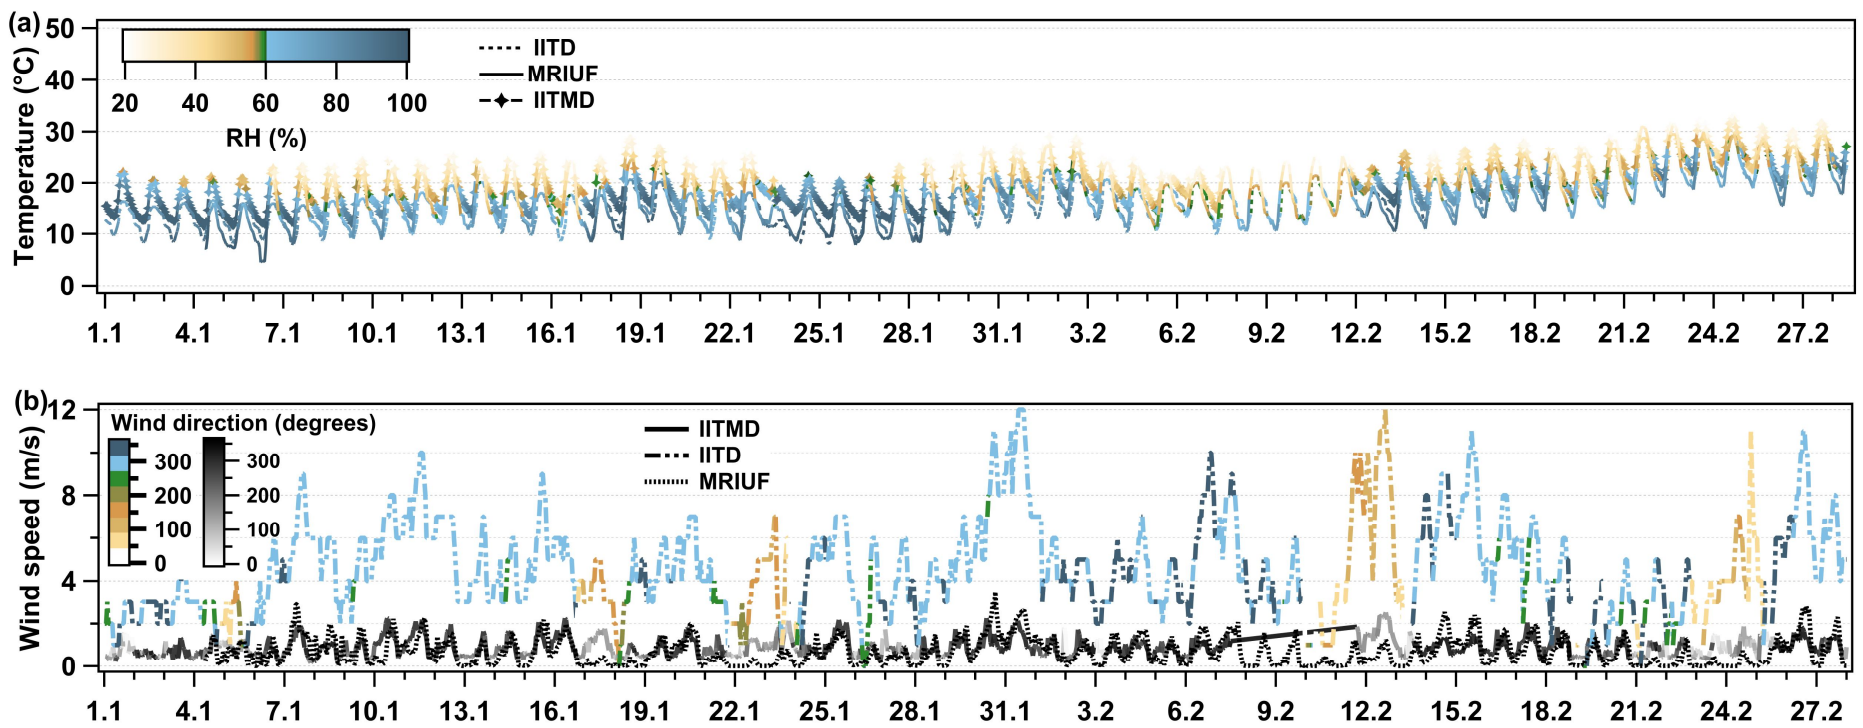 (a)
Temperature (°C)
50
40
30
20
10
0
20 40 60 80 100
RH (%)
IITD
MRIUF
IITMD
1.1 4.1 7.1 10.1 13.1 16.1 19.1 22.1 25.1 28.1 31.1 3.2 6.2 9.2 12.2 15.2 18.2 21.2 24.2 27.2
(b)
Wind speed (m/s)
12
8
4
0
Wind direction (degrees)
300 300
200 200
100 100
0 0
IITMD
IITD
MRIUF
1.1 4.1 7.1 10.1 13.1 16.1 19.1 22.1 25.1 28.1 31.1 3.2 6.2 9.2 12.2 15.2 18.2 21.2 24.2 27.2